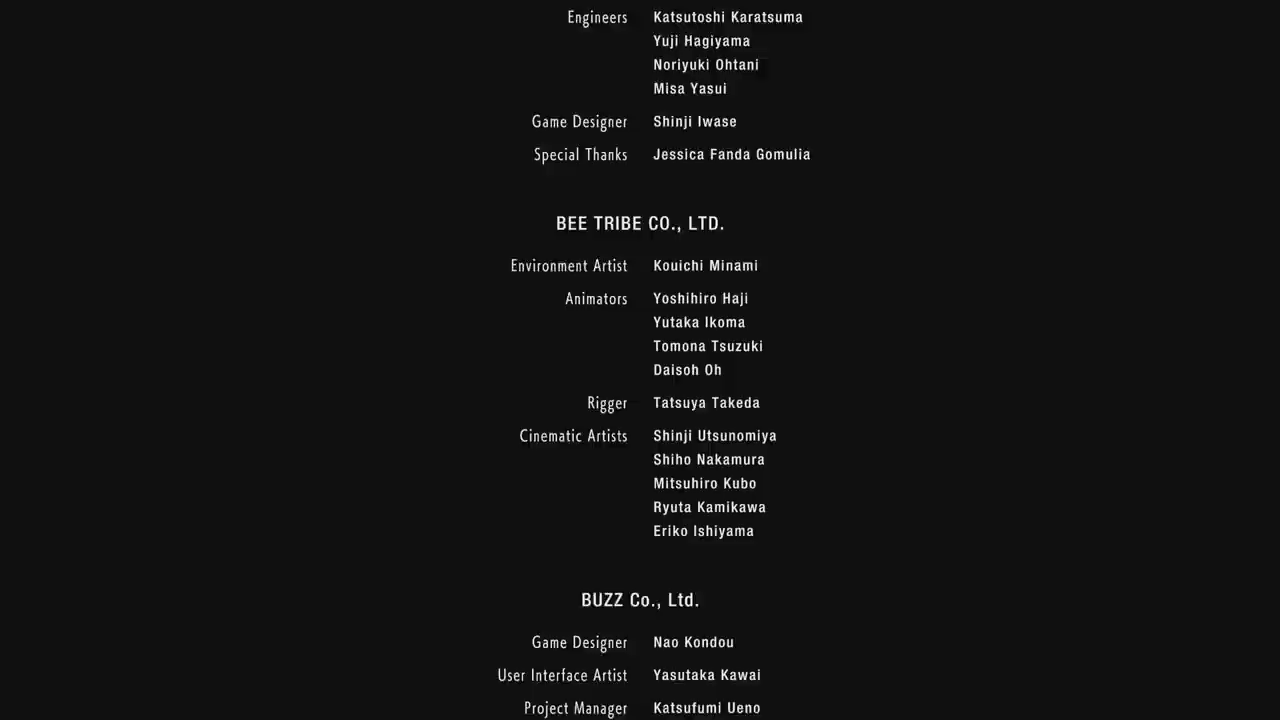 Engineers Katsutoshi Karatsuma
Yuji Hagiyama
Noriyuki Ohtani
Misa Yasui
Game Designer Shinji Iwase
Special Thanks Jessica Fanda Gomulia
BEE TRIBE CO., LTD.
Environment Artist Kouichi Minami
Animators Yoshihiro Haji
Yutaka Ikoma
Tomona Tsuzuki
Daisoh Oh
Rigger Tatsuya Takeda
Cinematic Artists Shinji Utsunomiya
Shiho Nakamura
Mitsuhiro Kubo
Ryuta Kamikawa
Eriko Ishiyama
BUZZ Co., Ltd.
Game Designer Nao Kondou
User Interface Artist Yasutaka Kawai
Project Manager Katsufumi Ueno